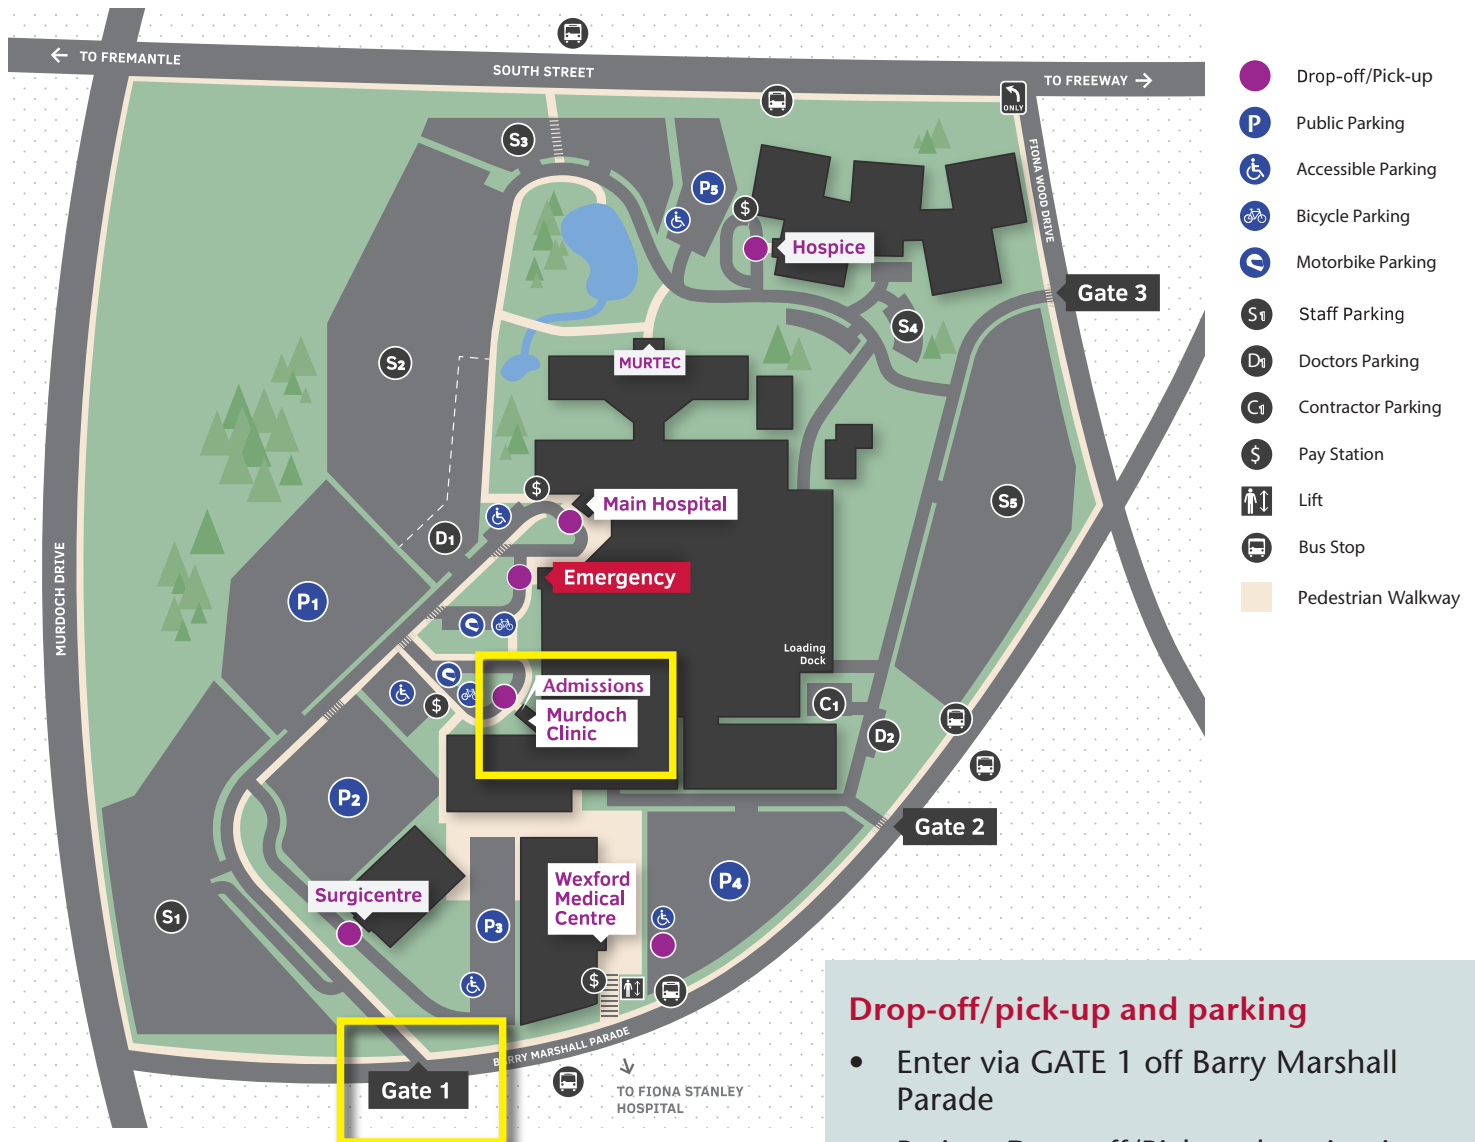 TO FREMANTLE
SOUTH STREET
TO FREEWAY
ONLY
FIONA WOOD DRIVE
MURDOCH DRIVE
S3
P5
$
Hospice
Gate 3
S4
S2
MURTEC
$
Main Hospital
S5
D1
Emergency
P1
Loading
Dock
Admissions
Murdoch
Clinic
$
C1
D2
P2
Gate 2
Surgicentre
Wexford
Medical
Centre
P4
S1
P3
$
BARRY MARSHALL PARADE
Gate 1
TO FIONA STANLEY
HOSPITAL
Drop-off/Pick-up
P Public Parking
Accessible Parking
Bicycle Parking
Motorbike Parking
S1 Staff Parking
D1 Doctors Parking
C1 Contractor Parking
$ Pay Station
Lift
Bus Stop
Pedestrian Walkway
Drop-off/pick-up and parking
• Enter via GATE 1 off Barry Marshall
Parade